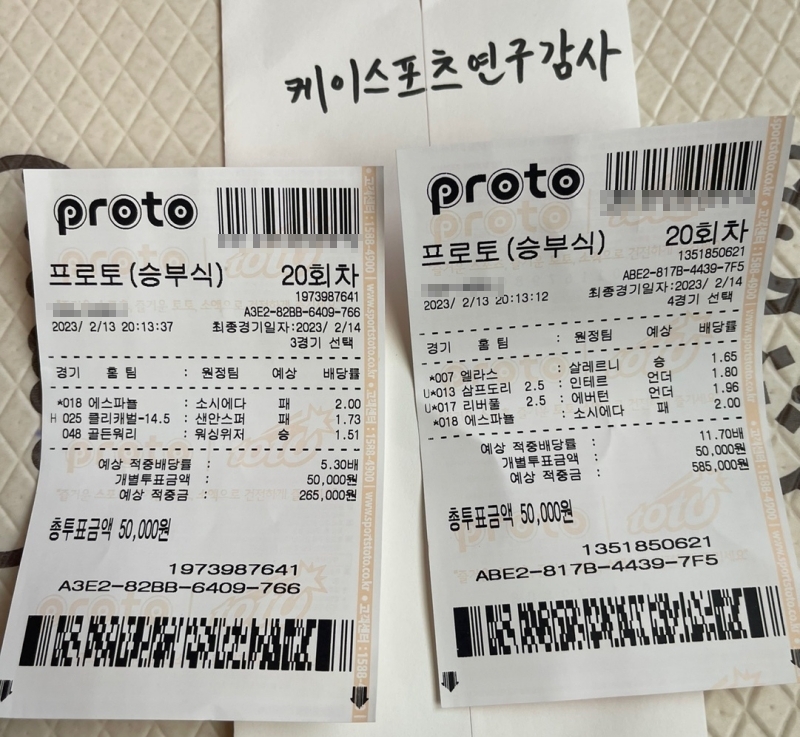 케이스포츠연구감사
proto
프로토(승부식) 20회차
1973987641
A3E2-82BB-6409-766
2023/ 2/13 20:13:37 최종경기일자:2023/ 2/14
3경기 선택
경기 홈 팀 : 원정팀 예상 배당률
*018 에스파뇰 : 소시에다 패 2.00
H 025 클리캐벌-14.5 : 샌안스퍼 패 1.73
048 골든워리 : 워싱위저 승 1.51
예상 적중배당률 : 5.30배
개별투표금액 : 50,000원
예상 적중금 : 265,000원
총투표금액 50,000원
1973987641
A3E2-82BB-6409-766
proto
프로토(승부식) 20회차
1351850621
ABE2-817B-4439-7F5
2023/ 2/13 20:13:12 최종경기일자:2023/ 2/14
4경기 선택
경기 홈 팀 : 원정팀 예상 배당률
*007 엘라스 : 살레르니 승 1.65
U*013 삼프도리 2.5 : 인테르 언더 1.80
U*017 리버풀 2.5 : 에버턴 언더 1.96
*018 에스파뇰 : 소시에다 패 2.00
예상 적중배당률 : 11.70배
개별투표금액 : 50,000원
예상 적중금 : 585,000원
총투표금액 50,000원
1351850621
ABE2-817B-4439-7F5